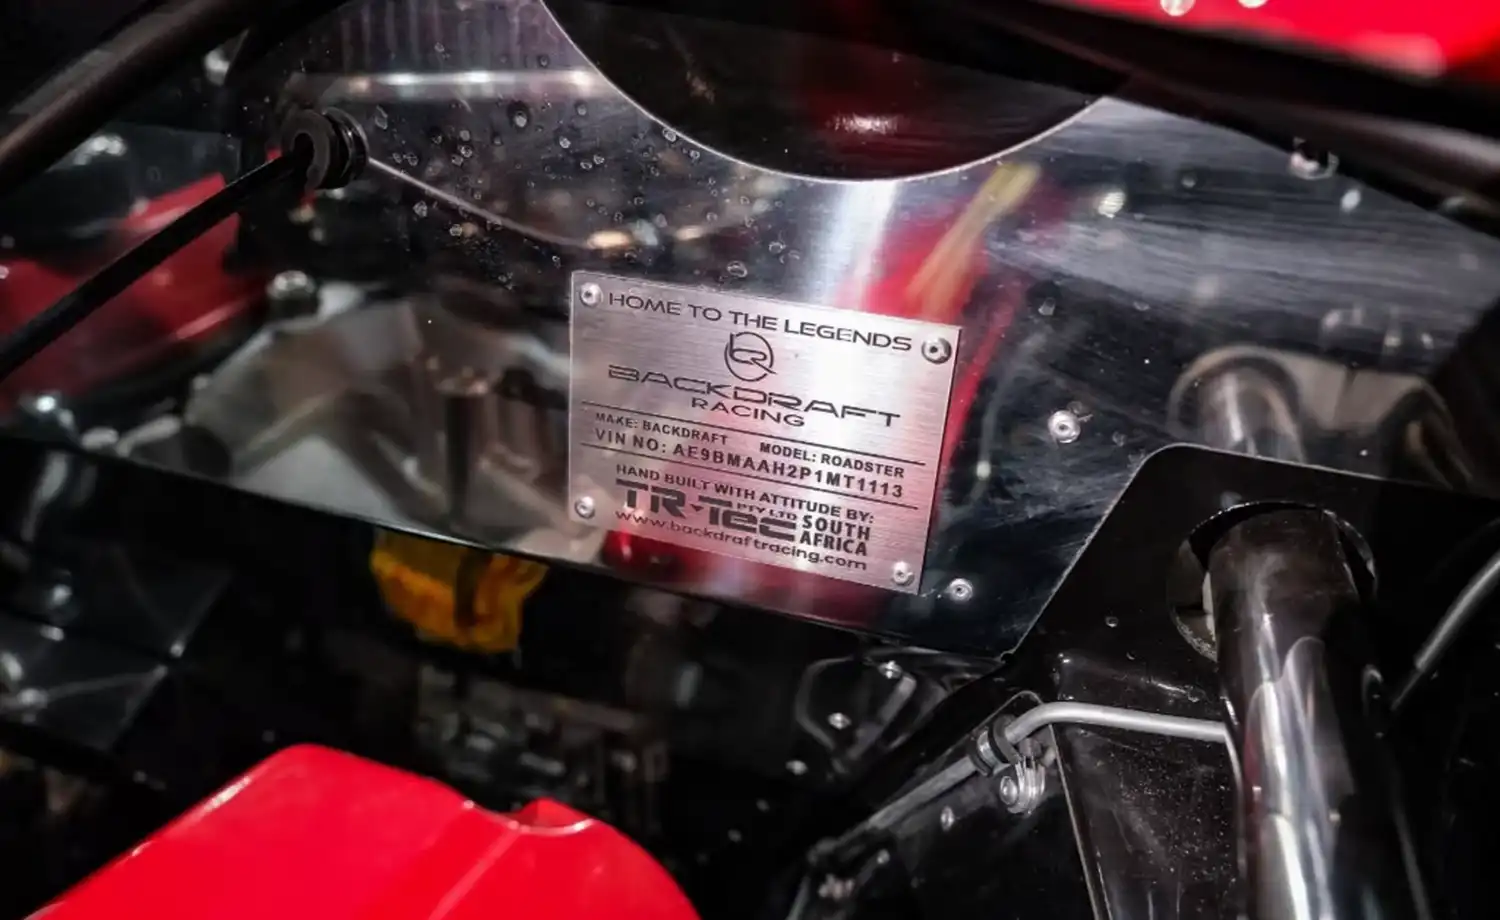 HOME TO THE LEGENDS
BACKDRAFT
RACING
MAKE: BACKDRAFT MODEL: ROADSTER
VIN NO: AE9BMAAH2P1MT1113
HAND BUILT WITH ATTITUDE BY:
TR-Tec PTY LTD SOUTH AFRICA
www.backdraftracing.com